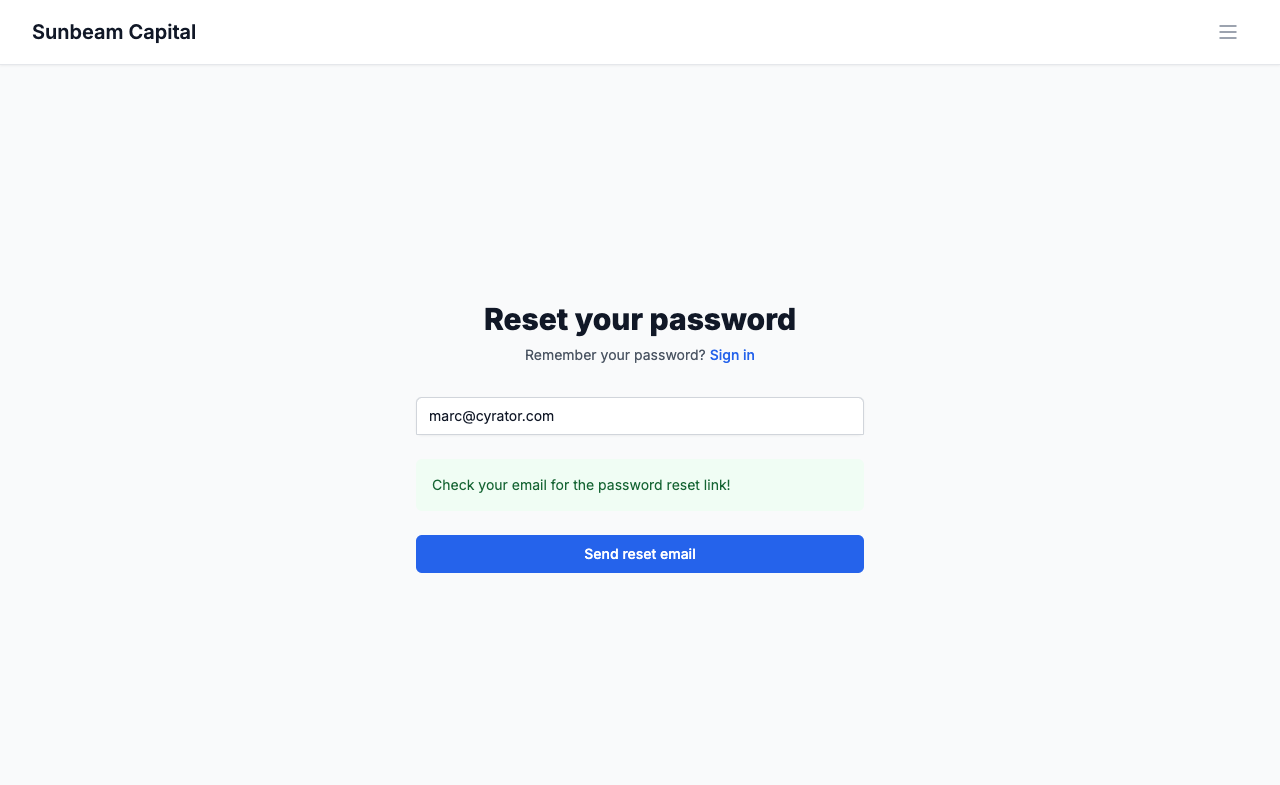 Sunbeam Capital
Reset your password
Remember your password? Sign in
marc@cyrator.com
Check your email for the password reset link!
Send reset email